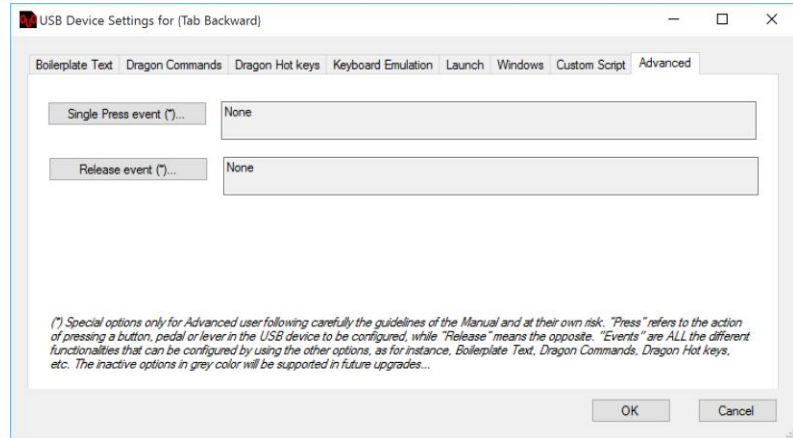 USB Device Settings for {Tab Backward}
Boilerplate Text Dragon Commands Dragon Hot keys Keyboard Emulation Launch Windows Custom Script Advanced
Single Press event (*)... None
Release event (*)... None
(*) Special options only for Advanced user following carefully the guidelines of the Manual and at their own risk. "Press" refers to the action
of pressing a button, pedal or lever in the USB device to be configured, while "Release" means the opposite. "Events" are ALL the different
functionalities that can be configured by using the other options, as for instance, Boilerplate Text, Dragon Commands, Dragon Hot keys,
etc. The inactive options in grey color will be supported in future upgrades...
OK Cancel